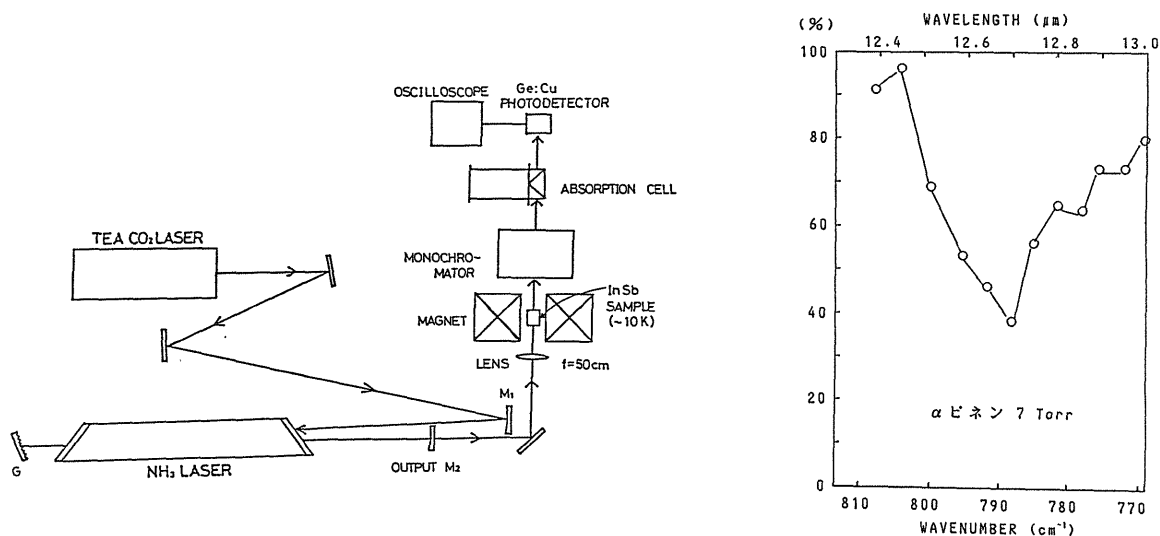 OSCILLOSCOPE
Ge:Cu
PHOTODETECTOR
ABSORPTION CELL
TEA CO₂ LASER
MONOCHRO-
MATOR
InSb
SAMPLE
(~10K)
MAGNET
LENS
f=50cm
M₁
G
NH₃ LASER
OUTPUT M₂
WAVELENGTH (μm)
(%)
12.4 12.6 12.8 13.0
100
80
60
40
20
0
αピネン 7 Torr
810 800 790 780 770
WAVENUMBER (cm⁻¹)